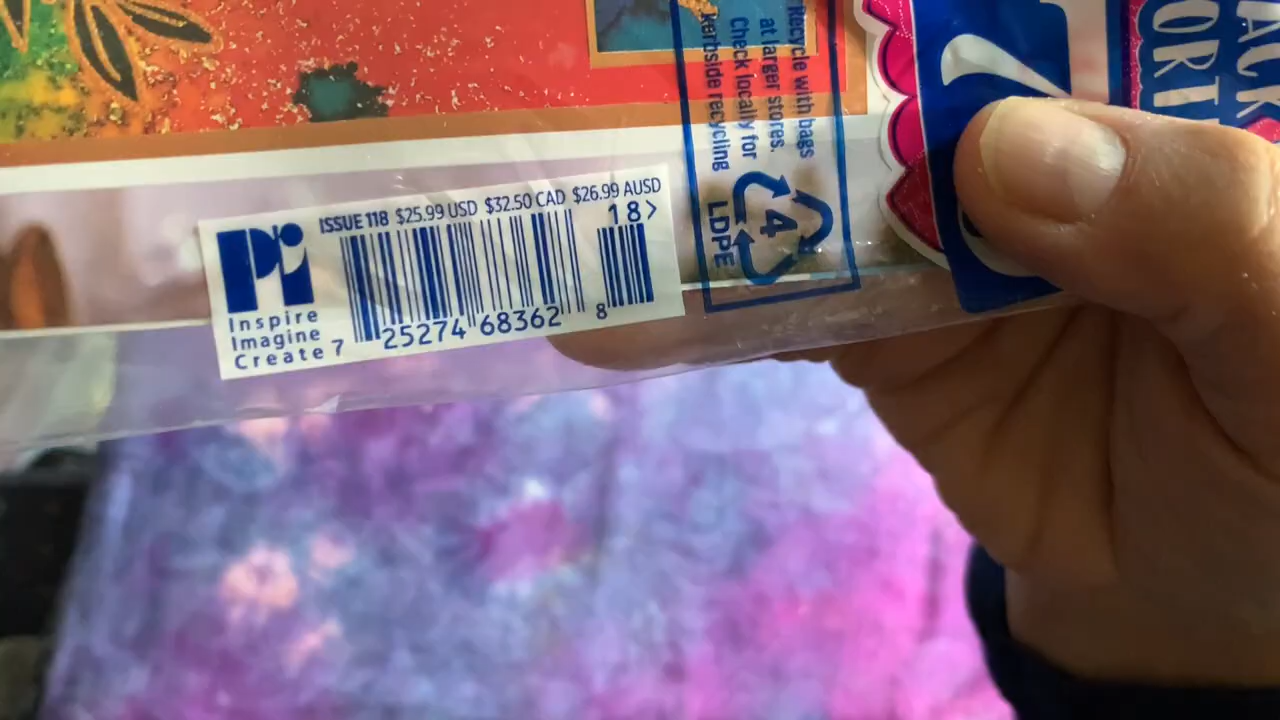 ISSUE 118 $25.99 USD $32.50 CAD $26.99 AUSD
18>
Pi
Inspire
Imagine
Create
7 25274 68362 8
Recycle with bags
at larger stores.
Check locally for
kerbside recycling
4
LDPE